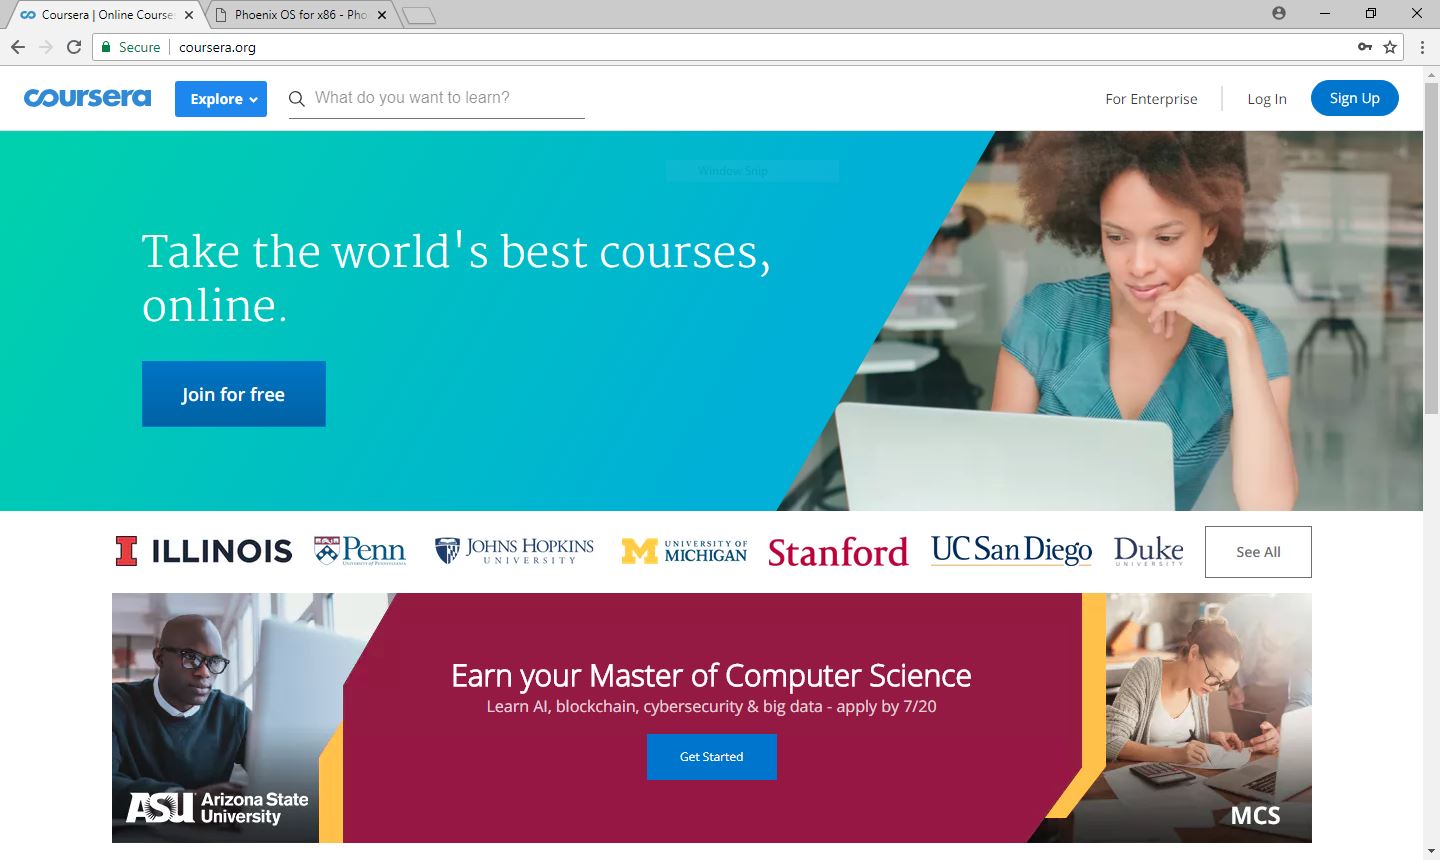 Coursera | Online Course
Phoenix OS for x86 - Pho
Secure
coursera.org
coursera
Explore
What do you want to learn?
For Enterprise
Log In
Sign Up
Window Snip
Take the world's best courses,
online.
Join for free
I ILLINOIS
Penn
UNIVERSITY of PENNSYLVANIA
JOHNS HOPKINS
UNIVERSITY
M UNIVERSITY OF
MICHIGAN
Stanford
UC San Diego
Duke
UNIVERSITY
See All
Earn your Master of Computer Science
Learn AI, blockchain, cybersecurity & big data - apply by 7/20
Get Started
ASU Arizona State
University
MCS